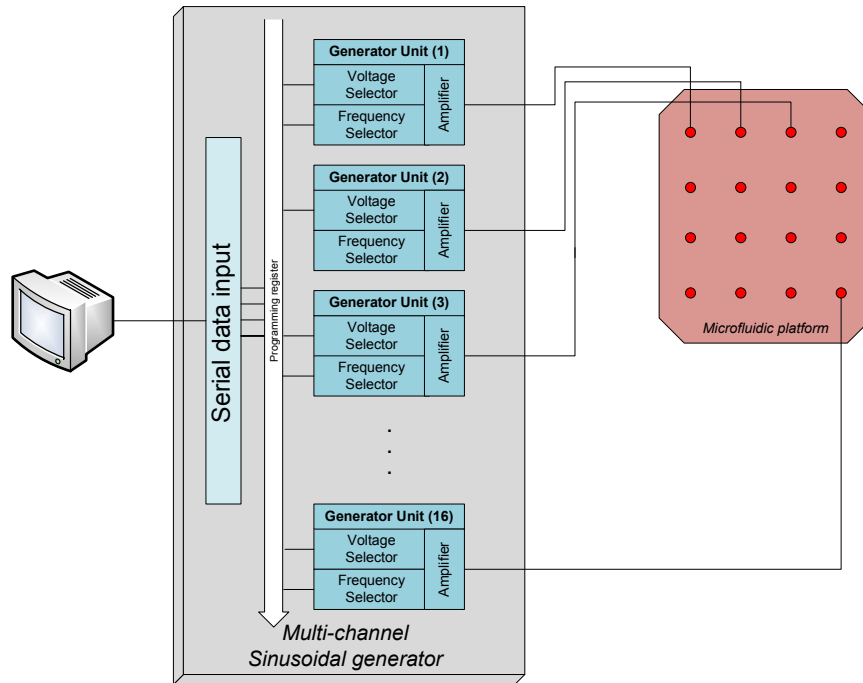 Generator Unit (1)
Voltage
Selector
Frequency
Selector
Amplifier
Generator Unit (2)
Voltage
Selector
Frequency
Selector
Amplifier
Generator Unit (3)
Voltage
Selector
Frequency
Selector
Amplifier
.
.
.
Generator Unit (16)
Voltage
Selector
Frequency
Selector
Amplifier
Serial data input
Programming register
Multi-channel
Sinusoidal generator
Microfluidic platform